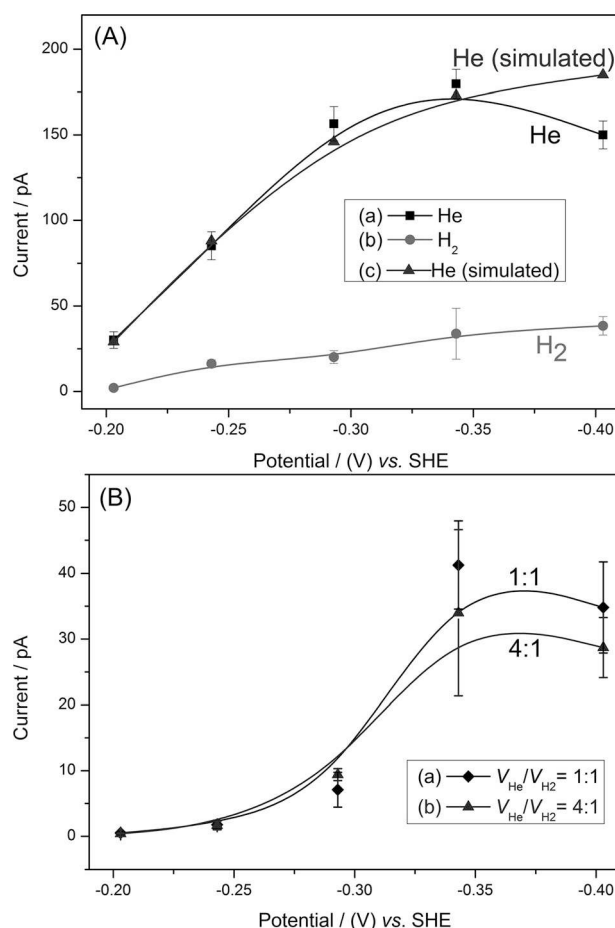 (A)
He (simulated)
He
(a) He
(b) H2
(c) He (simulated)
H2
200
150
100
50
0
Current / pA
-0.20 -0.25 -0.30 -0.35 -0.40
Potential / (V) vs. SHE
(B)
1:1
4:1
(a) VHe/VH2= 1:1
(b) VHe/VH2= 4:1
50
40
30
20
10
0
Current / pA
-0.20 -0.25 -0.30 -0.35 -0.40
Potential / (V) vs. SHE